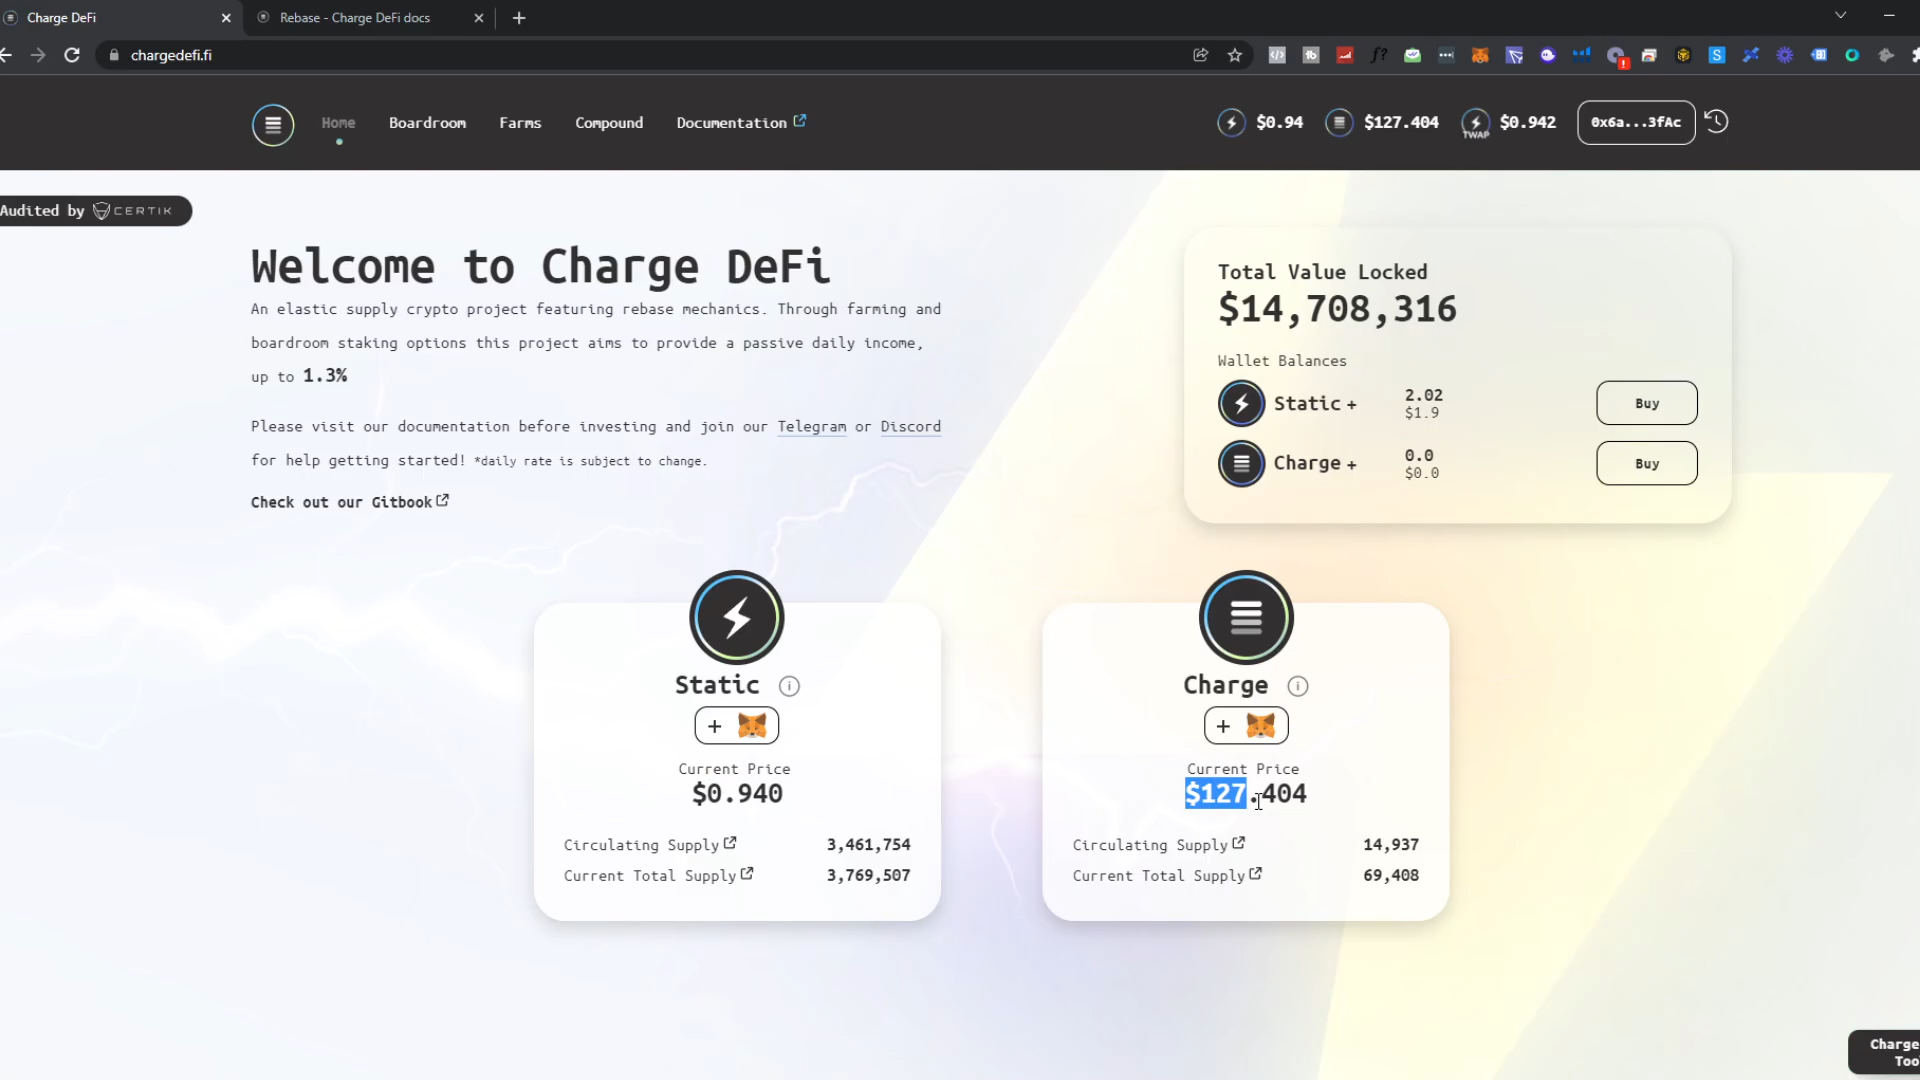 Charge DeFi
Rebase - Charge DeFi docs
chargedefi.fi
Home
Boardroom
Farms
Compound
Documentation
$0.94
$127.404
TWAP
$0.942
0x6a...3fAc
Audited by CERTIK
Welcome to Charge DeFi
An elastic supply crypto project featuring rebase mechanics. Through farming and
boardroom staking options this project aims to provide a passive daily income,
up to 1.3%
Please visit our documentation before investing and join our Telegram or Discord
for help getting started! *daily rate is subject to change.
Check out our Gitbook
Total Value Locked
$14,708,316
Wallet Balances
Static + 2.02 Buy
$1.9
Charge + 0.0 Buy
$0.0
Static
+
Current Price
$0.940
Circulating Supply 3,461,754
Current Total Supply 3,769,507
Charge
+
Current Price
$127.404
Circulating Supply 14,937
Current Total Supply 69,408
Charge
Too